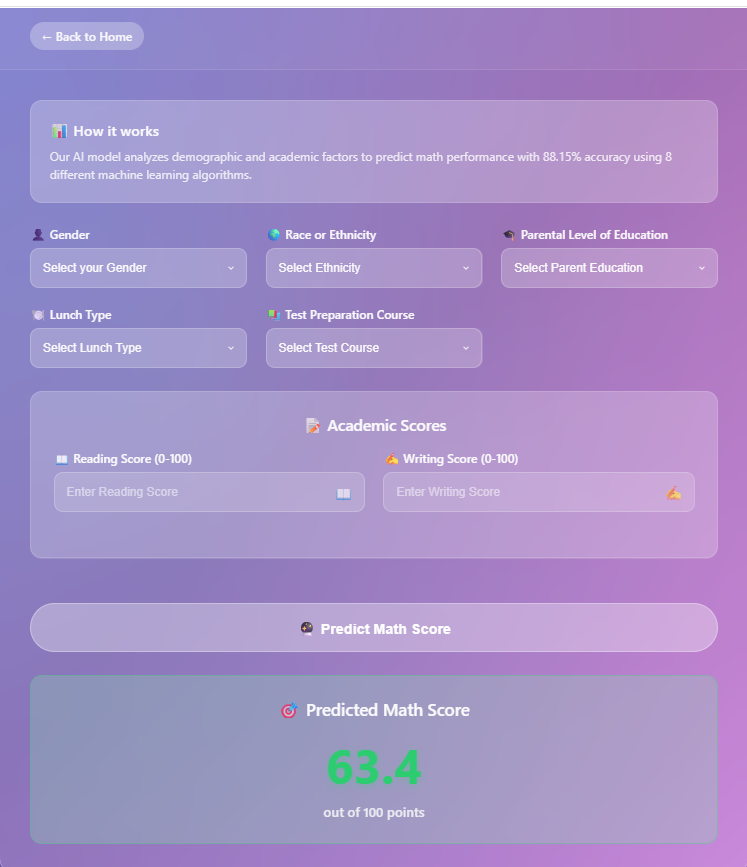 ← Back to Home
How it works
Our AI model analyzes demographic and academic factors to predict math performance with 88.15% accuracy using 8
different machine learning algorithms.
Gender
Race or Ethnicity
Parental Level of Education
Select your Gender
Select Ethnicity
Select Parent Education
Lunch Type
Test Preparation Course
Select Lunch Type
Select Test Course
Academic Scores
Reading Score (0-100)
Writing Score (0-100)
Enter Reading Score
Enter Writing Score
Predict Math Score
Predicted Math Score
63.4
out of 100 points